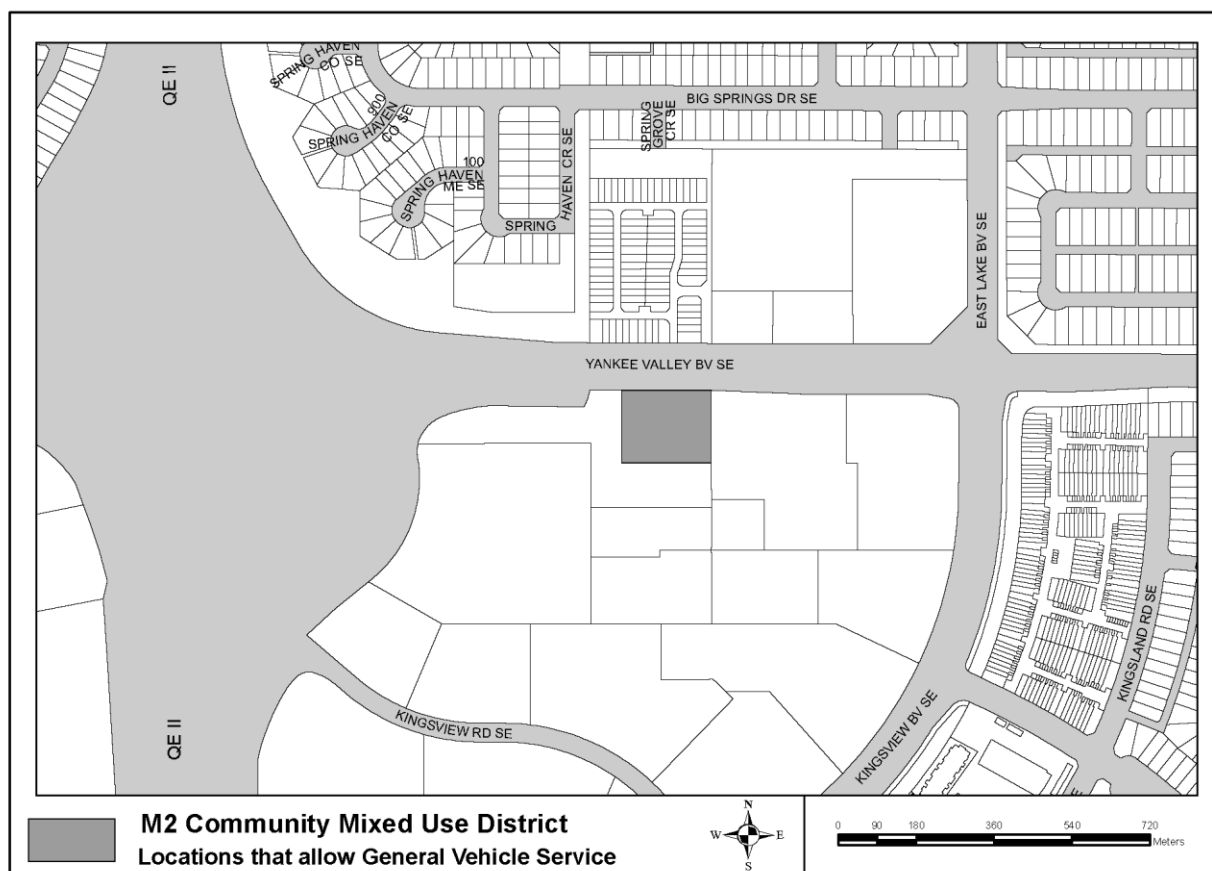 QE II
SPRING HAVEN
CO SE
900
SPRING HAVEN
CO SE
100
SPRING HAVEN
ME SE
SPRING
HAVEN CR SE
BIG SPRINGS DR SE
SPRING
GROVE
CR SE
EAST LAKE BV SE
YANKEE VALLEY BV SE
KINGSLAND RD SE
KINGSVIEW BV SE
KINGSVIEW RD SE
QE II
M2 Community Mixed Use District
Locations that allow General Vehicle Service
N
W E
S
0 90 180 360 540 720
Meters